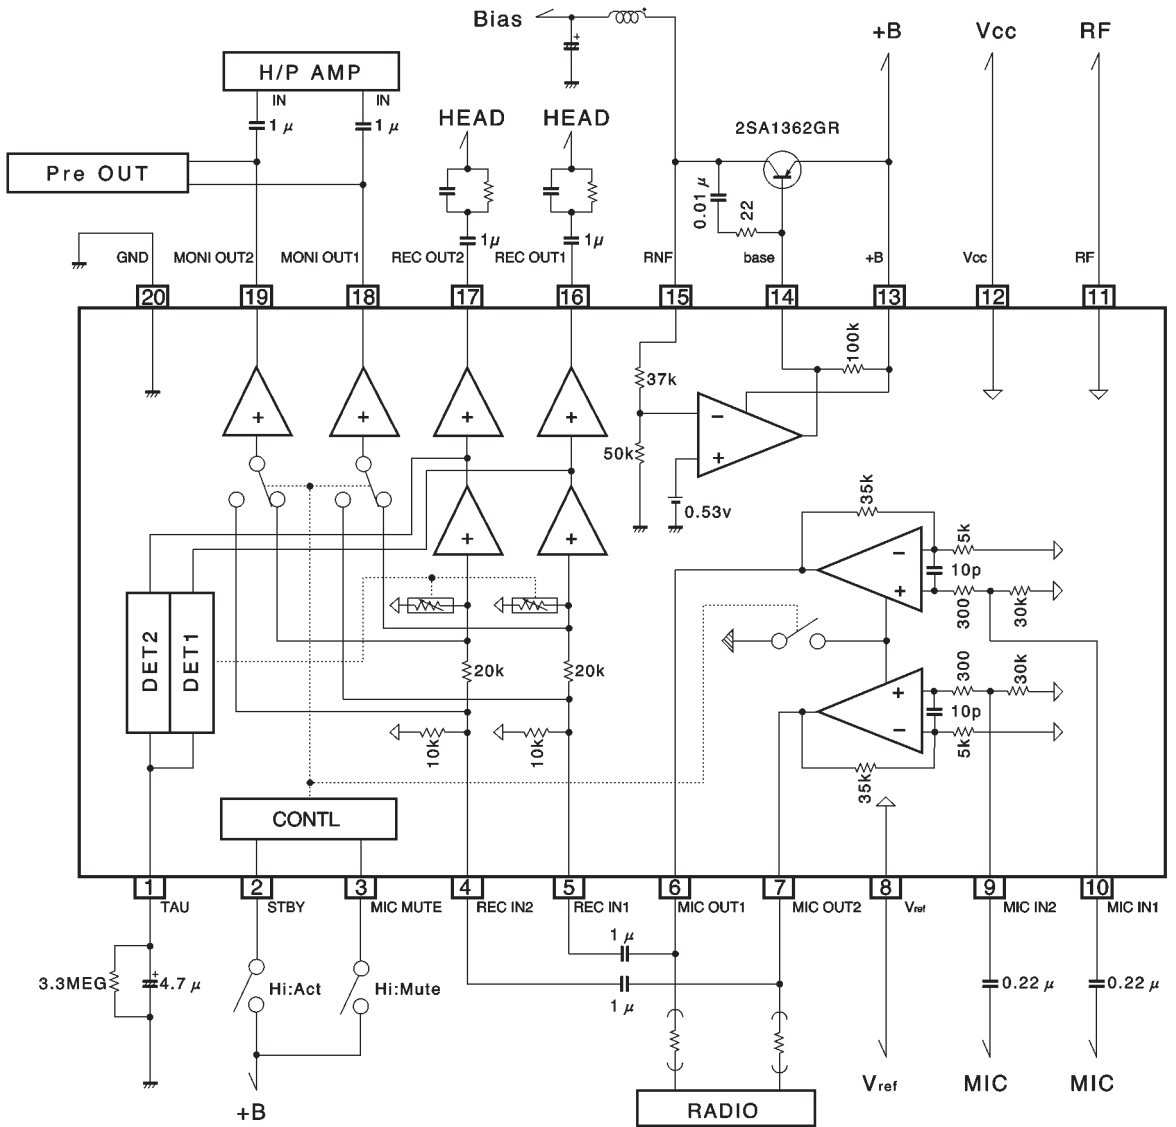 Bias
+
+B
Vcc
RF
H/P AMP
IN
IN
1 μ
1 μ
HEAD
HEAD
2SA1362GR
Pre OUT
0.01 μ
22
1μ
1μ
GND
MONI OUT2
MONI OUT1
REC OUT2
REC OUT1
RNF
base
+B
Vcc
RF
20
19
18
17
16
15
14
13
12
11
100k
37k
+
+
+
+
−
50k
+
0.53v
35k
+
+
−
5k
10p
+
300
30k
DET2
DET1
20k
20k
300
30k
+
10p
−
5k
10k
10k
35k
CONTL
1
2
3
4
5
6
7
8
9
10
TAU
STBY
MIC MUTE
REC IN2
REC IN1
MIC OUT1
MIC OUT2
Vref
MIC IN2
MIC IN1
1 μ
3.3MEG
+
4.7 μ
Hi:Act
Hi:Mute
1 μ
0.22 μ
0.22 μ
+B
RADIO
Vref
MIC
MIC